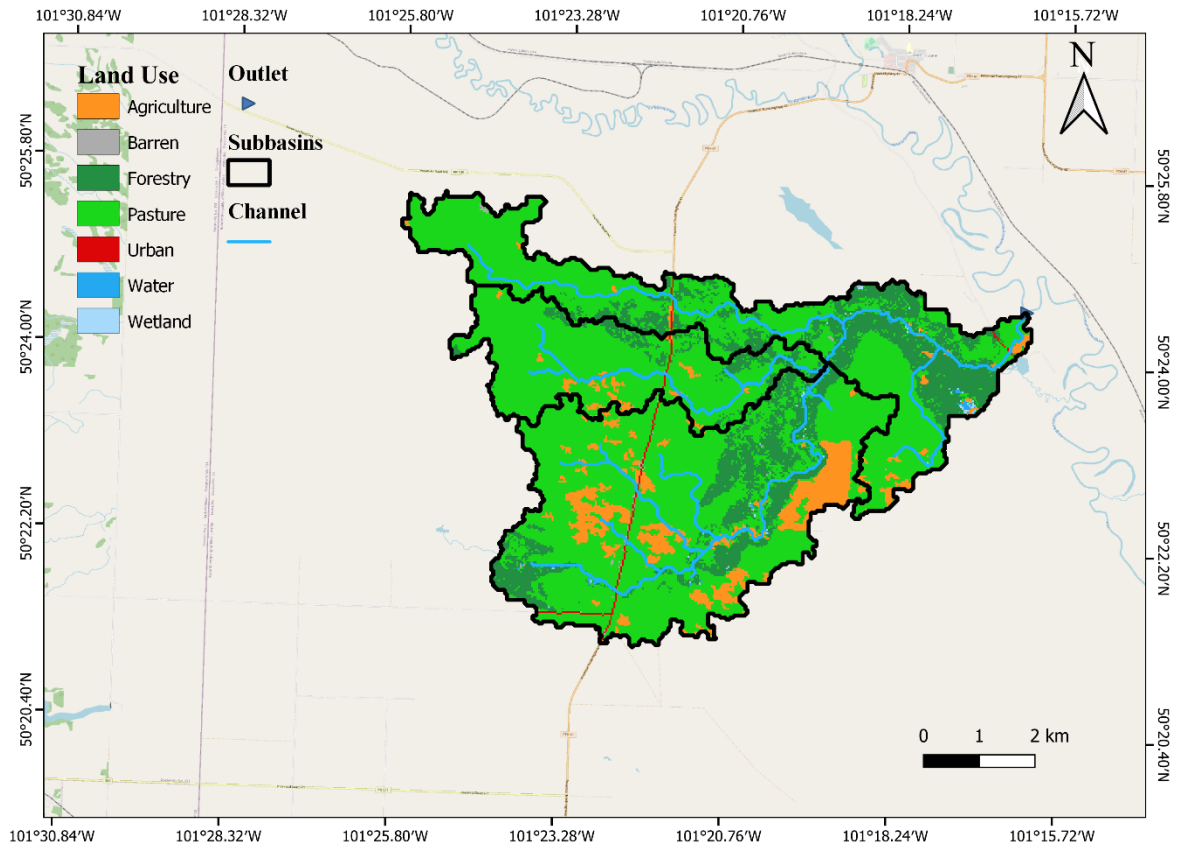 101°30.84'W 101°28.32'W 101°25.80'W 101°23.28'W 101°20.76'W 101°18.24'W 101°15.72'W
50°25.80'N
50°24.00'N
50°22.20'N
50°20.40'N
Land Use
Agriculture
Barren
Forestry
Pasture
Urban
Water
Wetland
Outlet
Subbasins
Channel
N
50°25.80'N
50°24.00'N
50°22.20'N
50°20.40'N
0 1 2 km
101°30.84'W 101°28.32'W 101°25.80'W 101°23.28'W 101°20.76'W 101°18.24'W 101°15.72'W